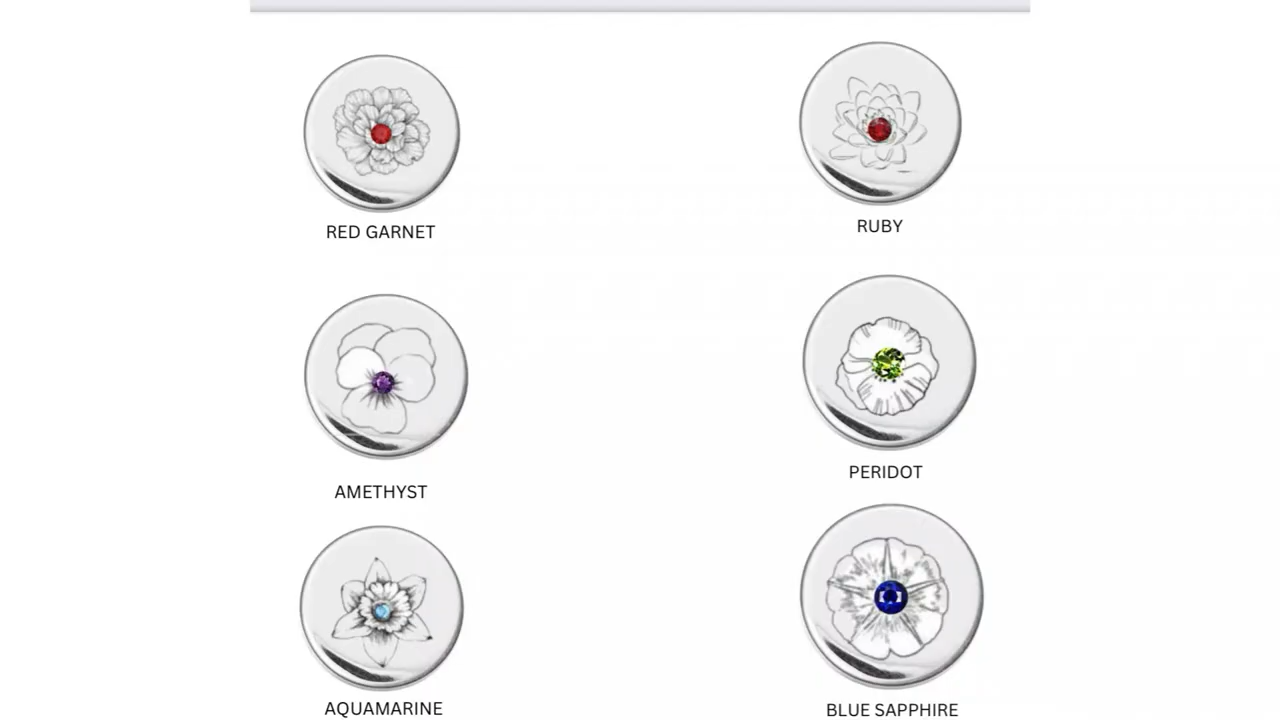 RED GARNET
RUBY
AMETHYST
PERIDOT
AQUAMARINE
BLUE SAPPHIRE